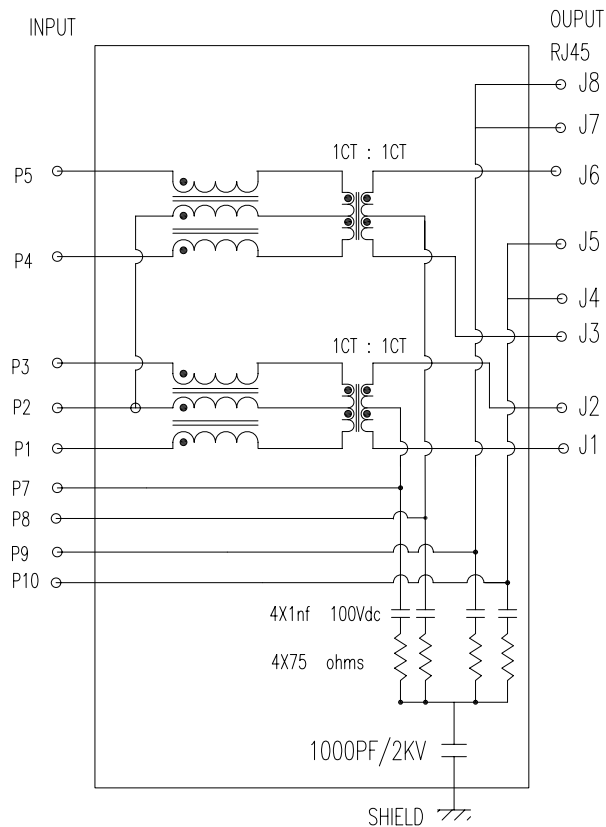 INPUT
OUPUT
RJ45
J8
J7
1CT : 1CT
P5
J6
J5
P4
J4
J3
1CT : 1CT
P3
P2
J2
P1
J1
P7
P8
P9
P10
4X1nf 100Vdc
4X75 ohms
1000PF/2KV
SHIELD